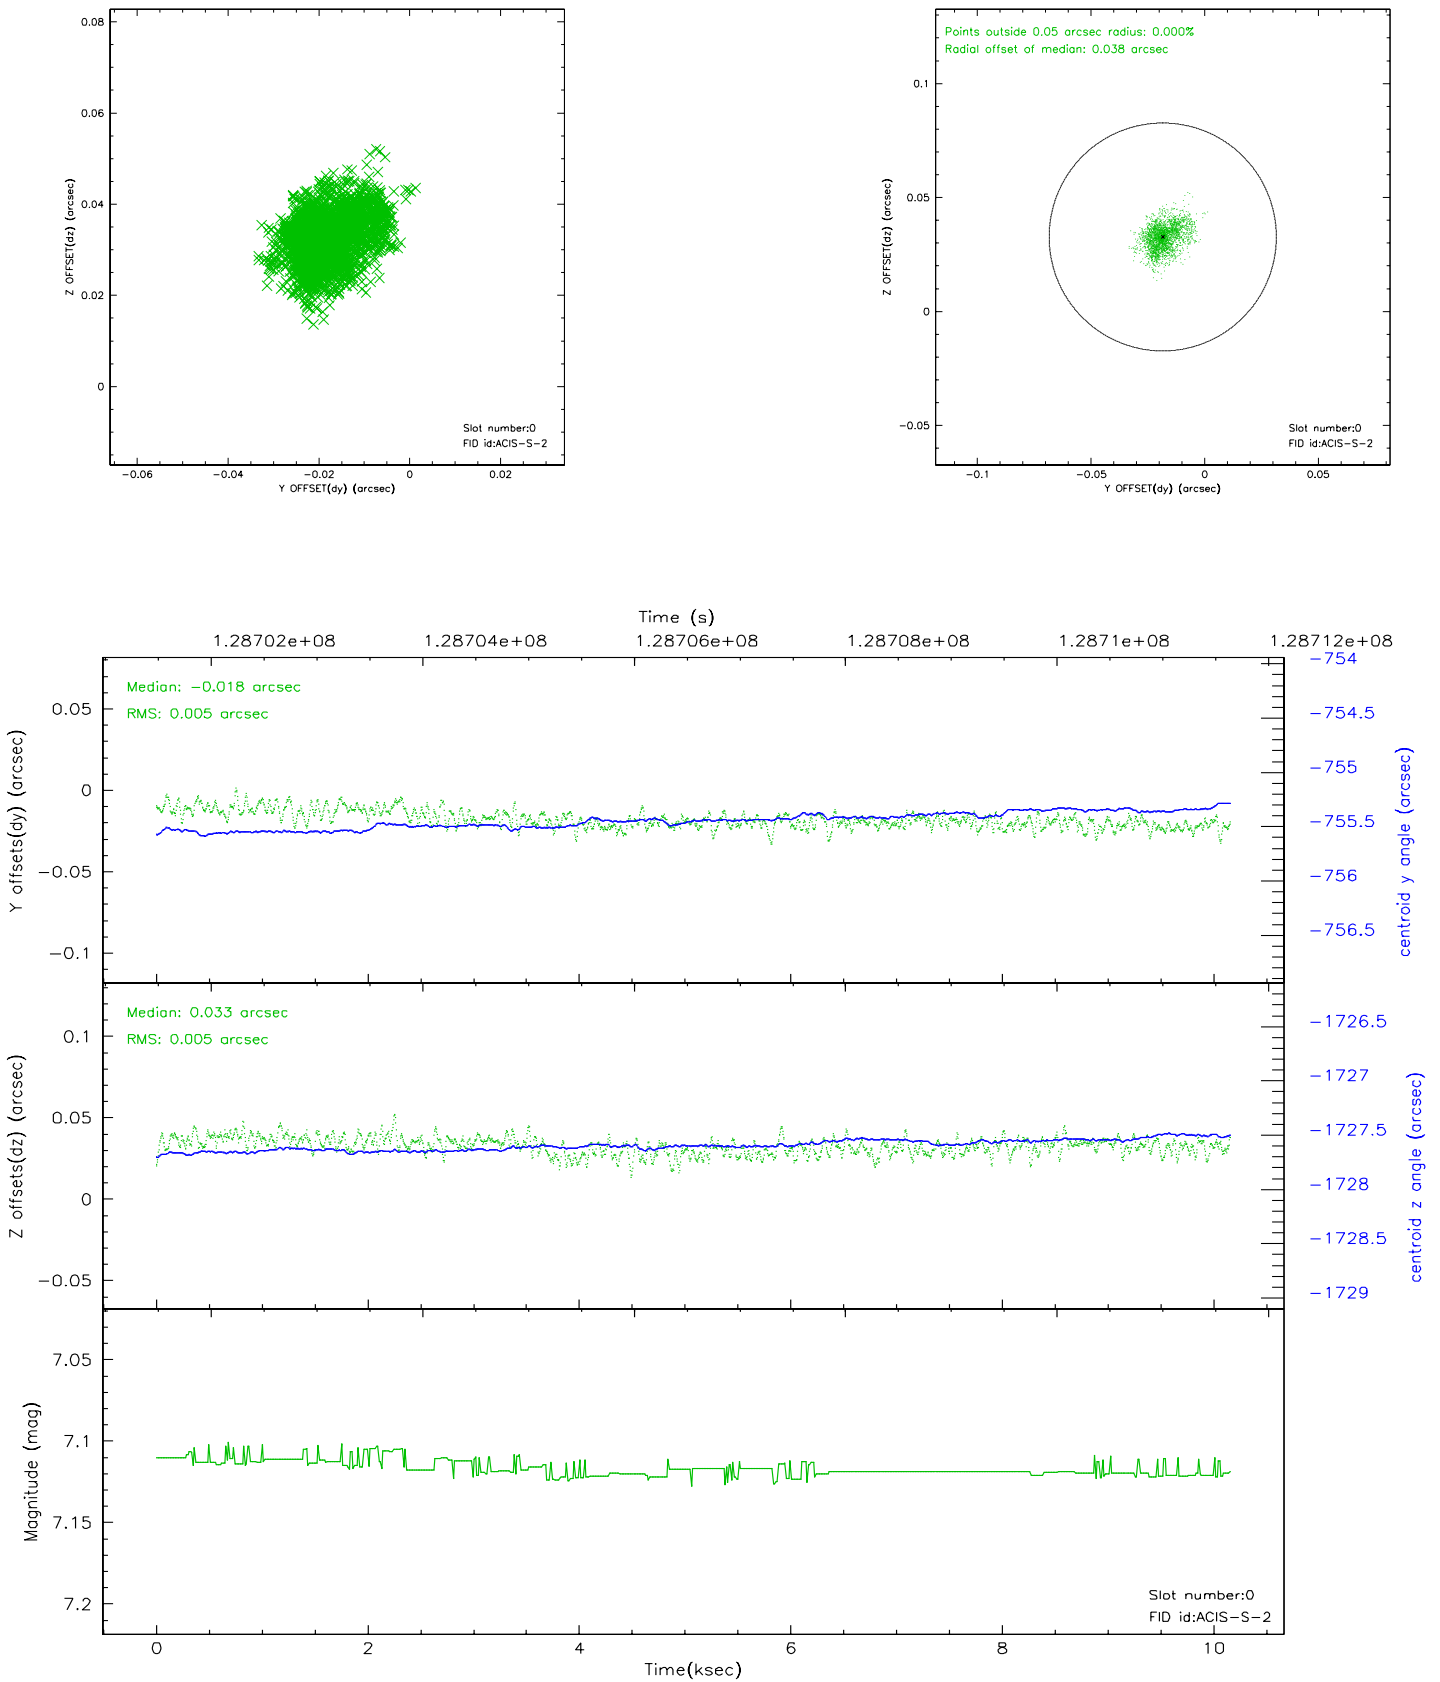 0.08
0.06
0.04
0.02
0
Z OFFSET(dz) (arcsec)
Slot number:0
FID id:ACIS-S-2
-0.06 -0.04 -0.02 0 0.02
Y OFFSET(dy) (arcsec)
Points outside 0.05 arcsec radius: 0.000%
Radial offset of median: 0.038 arcsec
0.1
0.05
0
-0.05
Z OFFSET(dz) (arcsec)
Slot number:0
FID id:ACIS-S-2
-0.1 -0.05 0 0.05
Y OFFSET(dy) (arcsec)
Time (s)
1.28702e+08 1.28704e+08 1.28706e+08 1.28708e+08 1.2871e+08 1.28712e+08
Median: -0.018 arcsec
RMS: 0.005 arcsec
0.05
0
-0.05
-0.1
Y offsets(dy) (arcsec)
-754
-754.5
-755
-755.5
-756
-756.5
centroid y angle (arcsec)
Median: 0.033 arcsec
RMS: 0.005 arcsec
0.1
0.05
0
-0.05
Z offsets(dz) (arcsec)
-1726.5
-1727
-1727.5
-1728
-1728.5
-1729
centroid z angle (arcsec)
7.05
7.1
7.15
7.2
Magnitude (mag)
Slot number:0
FID id:ACIS-S-2
0 2 4 6 8 10
Time(ksec)